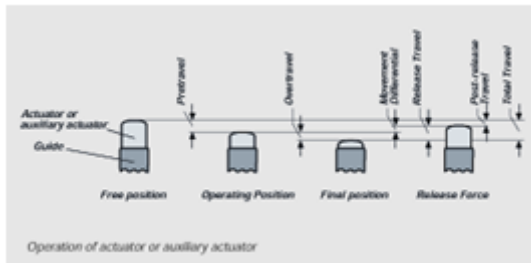 Pretravel
Overtravel
Movement
Differential
Release Travel
Post-release
Travel
Total Travel
Actuator or
auxiliary actuator
Guide
Free position
Operating Position
Final position
Release Force
Operation of actuator or auxiliary actuator